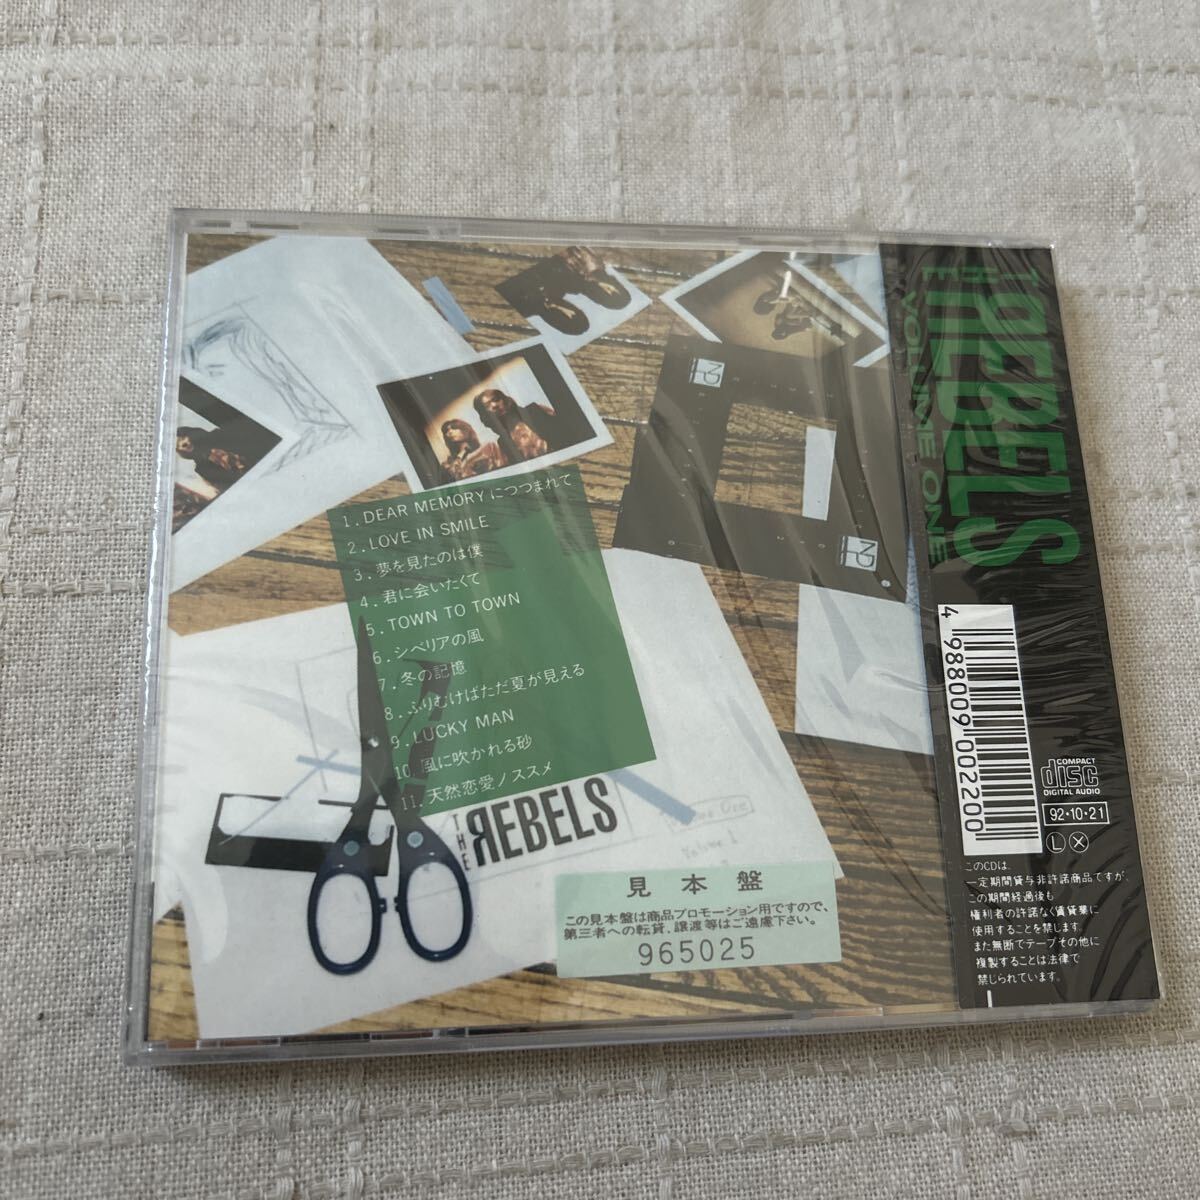 1. DEAR MEMORYにつつまれて
2. LOVE IN SMILE
3. 夢を見たのは僕
4. 君に会いたくて
5. TOWN TO TOWN
6. シベリアの風
7. 冬の記憶
8. ふりむけばただ夏が見える
9. LUCKY MAN
10. 風に吹かれる砂
11. 天然恋愛ノススメ
THE
REBELS
Volume 1
見本盤
この見本盤は商品プロモーション用ですので、
第三者への転貸、譲渡等はご遠慮下さい。
965025
THE
REBELS
VOLUME ONE
4 988009 002200
COMPACT
disc
DIGITAL AUDIO
92·10·21
L X
このCDは、
一定期間貸与非許諾商品ですが、
この期間経過後も
権利者の許諾なく賃貸業に
使用することを禁じます。
また無断でテープその他に
複製することは法律で
禁じられています。